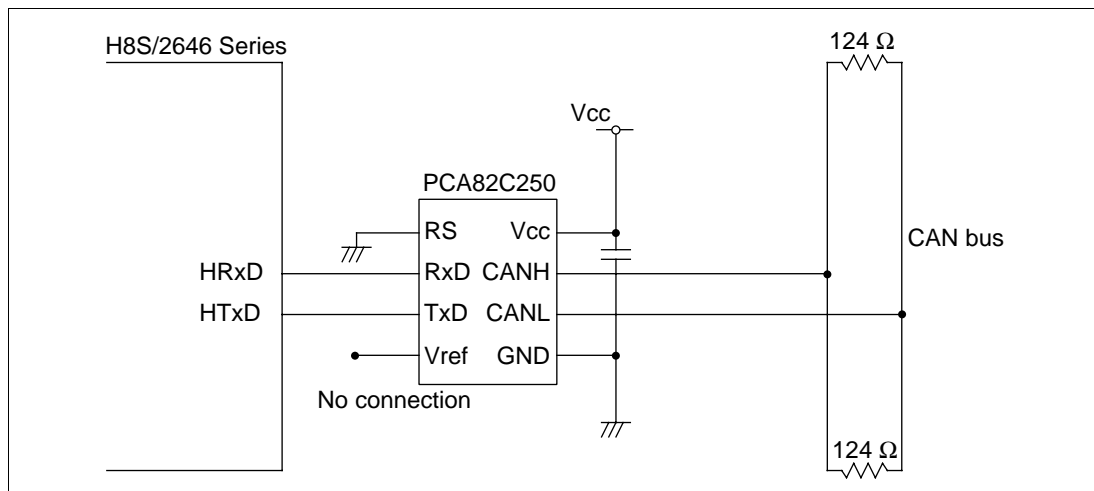 H8S/2646 Series
124 Ω
Vcc
PCA82C250
RS Vcc
CAN bus
HRxD RxD CANH
HTxD TxD CANL
Vref GND
No connection
124 Ω